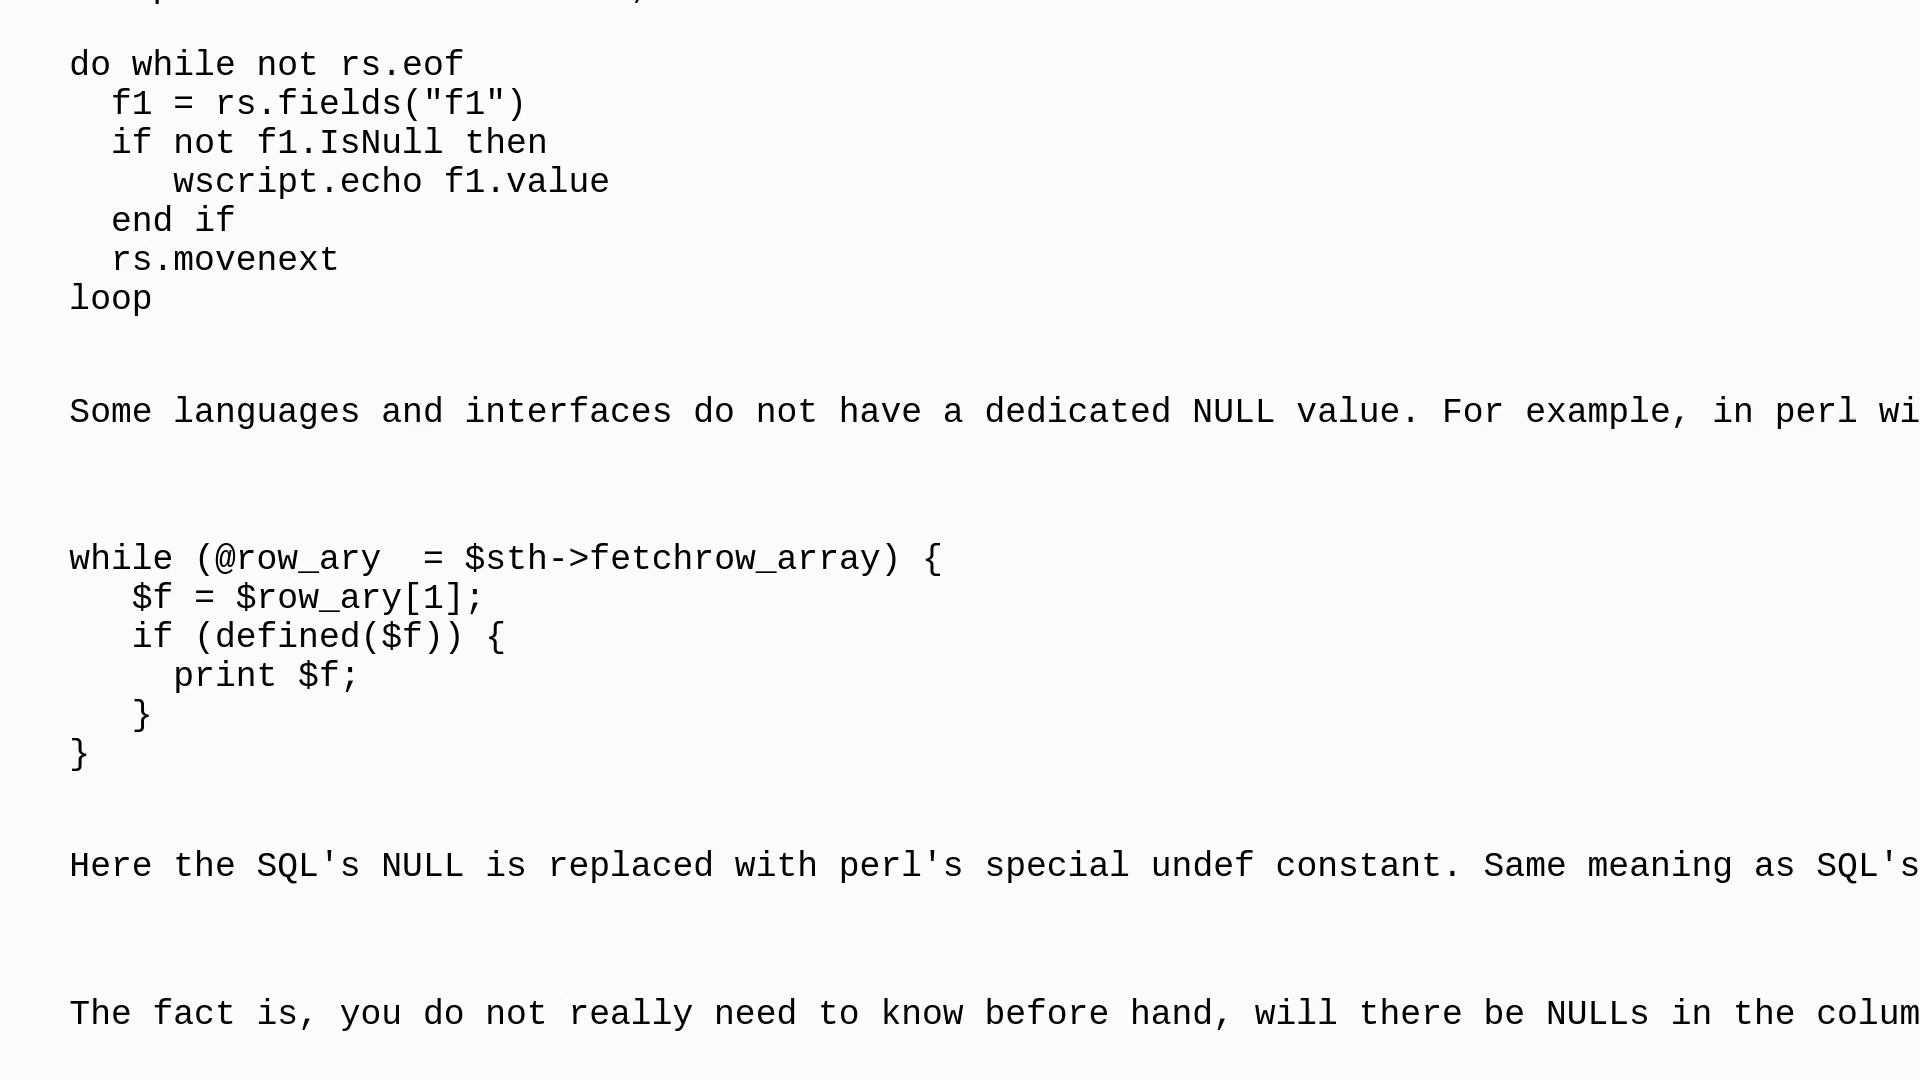 do while not rs.eof
  f1 = rs.fields("f1")
  if not f1.IsNull then
     wscript.echo f1.value
  end if
  rs.movenext
loop
Some languages and interfaces do not have a dedicated NULL value. For example, in perl wi
while (@row_ary  = $sth->fetchrow_array) {
   $f = $row_ary[1];
   if (defined($f)) {
     print $f;
   }
}
Here the SQL's NULL is replaced with perl's special undef constant. Same meaning as SQL's
The fact is, you do not really need to know before hand, will there be NULLs in the colum